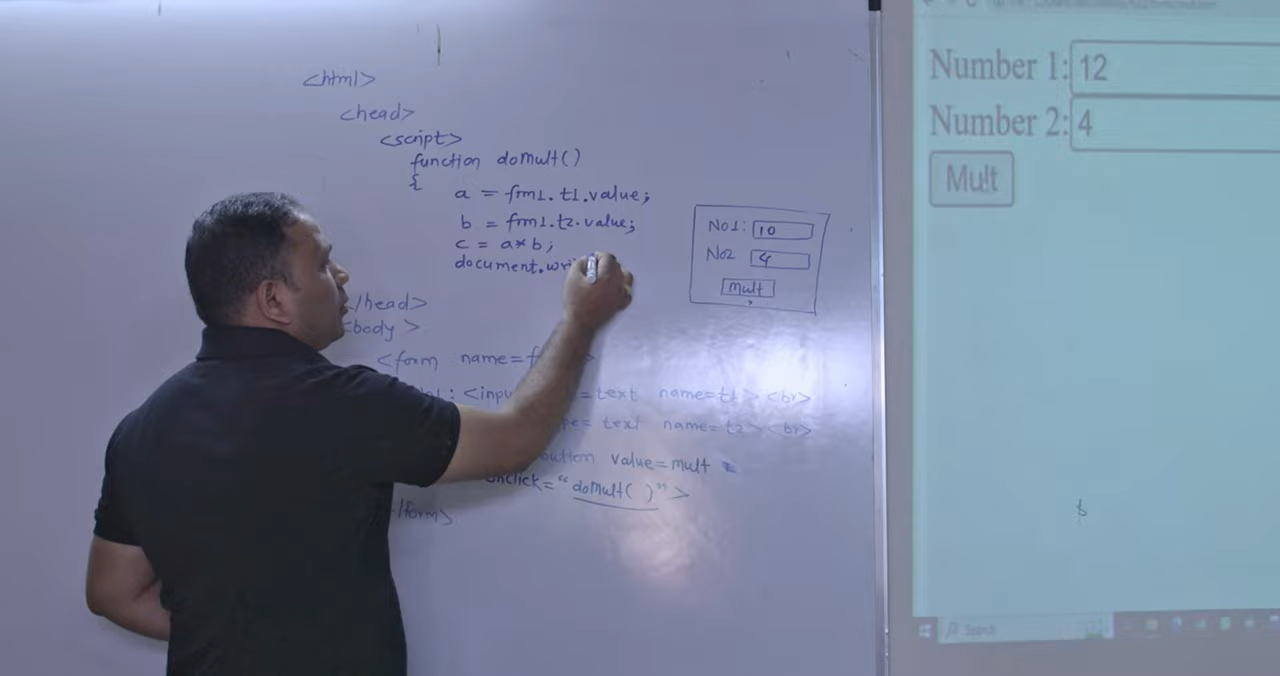 <html>
<head>
<script>
function doMult()
{
a = frm1.t1.value;
b = frm1.t2.value;
c = a*b;
document.wri
/head>
body >
<form name=f >
: <inpu =text name=t1> <br>
pe= text name=t2> <br>
button value=mult
onclick="doMult( )">
/form>
No1: 10
No2 4
Mult
Number 1: 12
Number 2: 4
Mult
Search